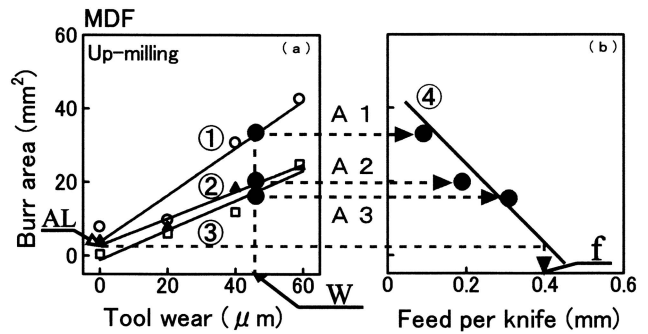 MDF
Up-milling
(a)
(b)
60
40
20
0
Burr area (mm²)
AL
①
②
③
④
A 1
A 2
A 3
0 20 40 60
0 0.2 0.4 0.6
W
f
Tool wear (μm)
Feed per knife (mm)